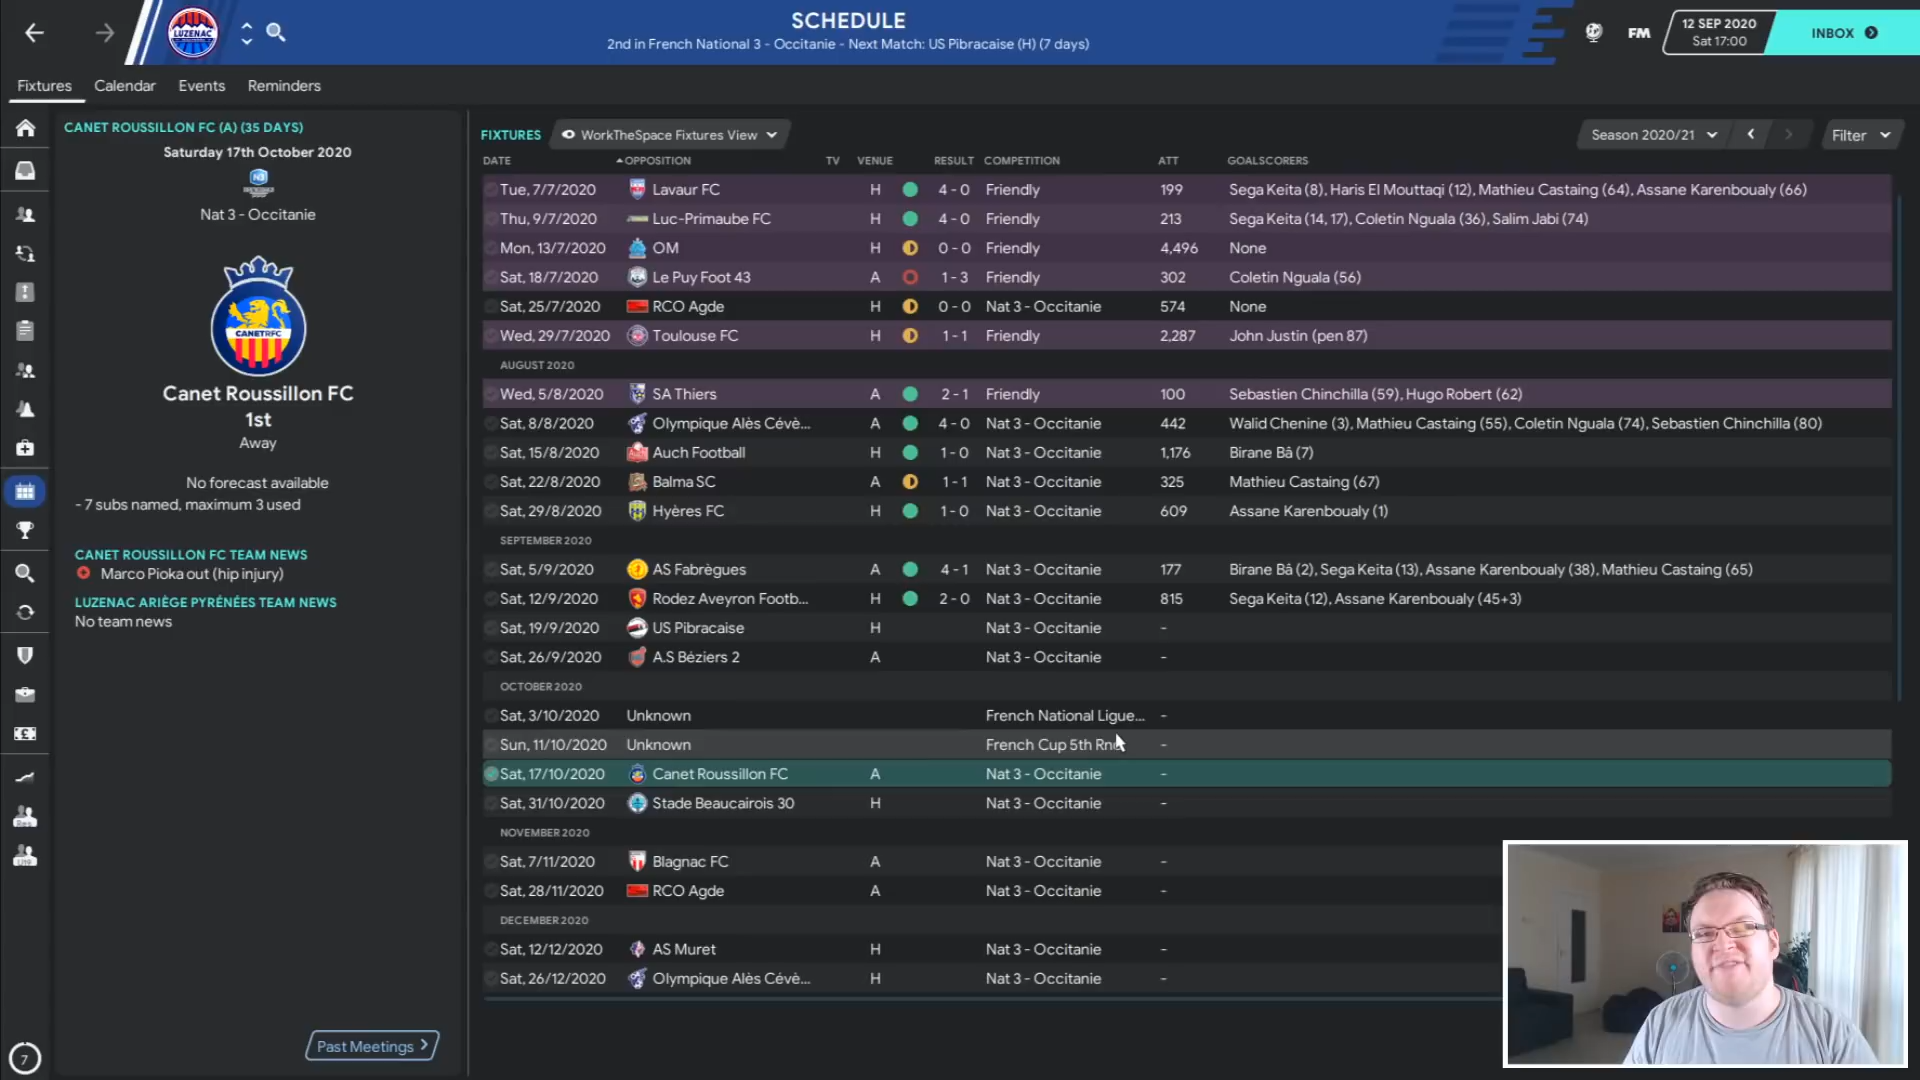 LUZENAC
SCHEDULE
2nd in French National 3 - Occitanie - Next Match: US Pibracaise (H) (7 days)
FM
12 SEP 2020
Sat 17:00
INBOX
Fixtures Calendar Events Reminders
CANET ROUSSILLON FC (A) (35 DAYS)
Saturday 17th October 2020
N3
Nat 3 - Occitanie
CANETRFC
Canet Roussillon FC
1st
Away
No forecast available
- 7 subs named, maximum 3 used
CANET ROUSSILLON FC TEAM NEWS
Marco Pioka out (hip injury)
LUZENAC ARIÈGE PYRÉNÉES TEAM NEWS
No team news
Past Meetings
7
FIXTURES WorkTheSpace Fixtures View Season 2020/21 Filter
DATE OPPOSITION TV VENUE RESULT COMPETITION ATT GOALSCORERS
Tue, 7/7/2020 Lavaur FC H 4 - 0 Friendly 199 Sega Keita (8), Haris El Mouttaqi (12), Mathieu Castaing (64), Assane Karenboualy (66)
Thu, 9/7/2020 Luc-Primaube FC H 4 - 0 Friendly 213 Sega Keita (14, 17), Coletin Nguala (36), Salim Jabi (74)
Mon, 13/7/2020 OM H 0 - 0 Friendly 4,496 None
Sat, 18/7/2020 Le Puy Foot 43 A 1 - 3 Friendly 302 Coletin Nguala (56)
Sat, 25/7/2020 RCO Agde H 0 - 0 Nat 3 - Occitanie 574 None
Wed, 29/7/2020 Toulouse FC H 1 - 1 Friendly 2,287 John Justin (pen 87)
AUGUST 2020
Wed, 5/8/2020 SA Thiers A 2 - 1 Friendly 100 Sebastien Chinchilla (59), Hugo Robert (62)
Sat, 8/8/2020 Olympique Alès Cévè... A 4 - 0 Nat 3 - Occitanie 442 Walid Chenine (3), Mathieu Castaing (55), Coletin Nguala (74), Sebastien Chinchilla (80)
Sat, 15/8/2020 Auch Football H 1 - 0 Nat 3 - Occitanie 1,176 Birane Bâ (7)
Sat, 22/8/2020 Balma SC A 1 - 1 Nat 3 - Occitanie 325 Mathieu Castaing (67)
Sat, 29/8/2020 Hyères FC H 1 - 0 Nat 3 - Occitanie 609 Assane Karenboualy (1)
SEPTEMBER 2020
Sat, 5/9/2020 AS Fabrègues A 4 - 1 Nat 3 - Occitanie 177 Birane Bâ (2), Sega Keita (13), Assane Karenboualy (38), Mathieu Castaing (65)
Sat, 12/9/2020 Rodez Aveyron Footb... H 2 - 0 Nat 3 - Occitanie 815 Sega Keita (12), Assane Karenboualy (45+3)
Sat, 19/9/2020 US Pibracaise H Nat 3 - Occitanie -
Sat, 26/9/2020 A.S Béziers 2 A Nat 3 - Occitanie -
OCTOBER 2020
Sat, 3/10/2020 Unknown French National Ligue... -
Sun, 11/10/2020 Unknown French Cup 5th Rnd -
Sat, 17/10/2020 Canet Roussillon FC A Nat 3 - Occitanie -
Sat, 31/10/2020 Stade Beaucairois 30 H Nat 3 - Occitanie -
NOVEMBER 2020
Sat, 7/11/2020 Blagnac FC A Nat 3 - Occitanie -
Sat, 28/11/2020 RCO Agde A Nat 3 - Occitanie -
DECEMBER 2020
Sat, 12/12/2020 AS Muret H Nat 3 - Occitanie -
Sat, 26/12/2020 Olympique Alès Cévè... H Nat 3 - Occitanie -